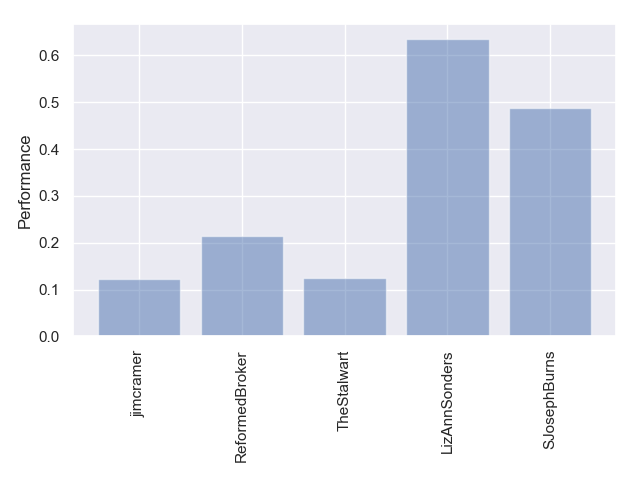 0.6
0.5
0.4
0.3
0.2
0.1
0.0
Performance
jimcramer
ReformedBroker
TheStalwart
LizAnnSonders
SJosephBurns